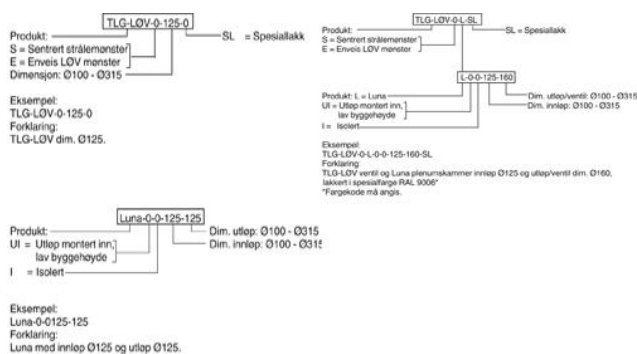 TLG-LØV-0-125-0
Produkt:
SL = Spesiallakk
S = Sentrert strålemønster
E = Enveis LØV mønster
Dimensjon: Ø100 - Ø315
Eksempel:
TLG-LØV-0-125-0
Forklaring:
TLG-LØV dim. Ø125.
TLG-LØV-0-L-SL
Produkt:
SL = Spesiallakk
S = Sentrert strålemønster
E = Enveis LØV mønster
L-0-0-125-160
Produkt: L = Luna
Dim. utløp/ventil: Ø100 - Ø315
UI = Utløp montert inn,
Dim. innløp: Ø100 - Ø315
lav byggehøyde
I = Isolert
Eksempel:
TLG-LØV-0-L-0-0-125-160-SL
Forklaring:
TLG-LØV ventil og Luna plenumskammer innløp Ø125 og utløp/ventil dim. Ø160,
lakkert i spesialfarge RAL 9006*
*Fargekode må angis.
Luna-0-0-125-125
Produkt:
Dim. utløp: Ø100 - Ø315
UI = Utløp montert inn,
Dim. innløp: Ø100 - Ø315
lav byggehøyde
I = Isolert
Eksempel:
Luna-0-0125-125
Forklaring:
Luna med innløp Ø125 og utløp Ø125.